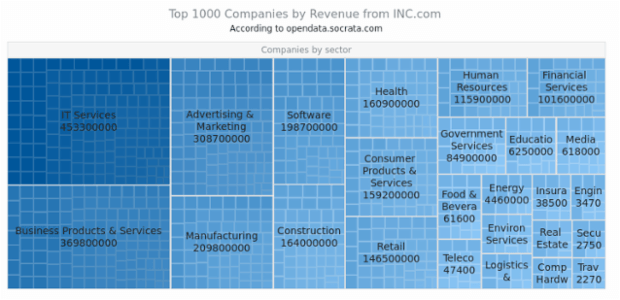 Top 1000 Companies by Revenue from INC.com
According to opendata.socrata.com
Companies by sector
IT Services
453300000
Business Products & Services
369800000
Advertising &
Marketing
308700000
Manufacturing
209800000
Software
198700000
Construction
164000000
Health
160900000
Consumer
Products &
Services
159200000
Retail
146500000
Human
Resources
115900000
Financial
Services
101600000
Government
Services
84900000
Educatio
6250000
Media
618000
Food &
Bevera
61600
Teleco
47400
Energy
4460000
Environ
Services
Logistics
&
Insura
38500
Engin
3470
Real
Estate
Secu
2750
Comp
Hardw
Trav
2270